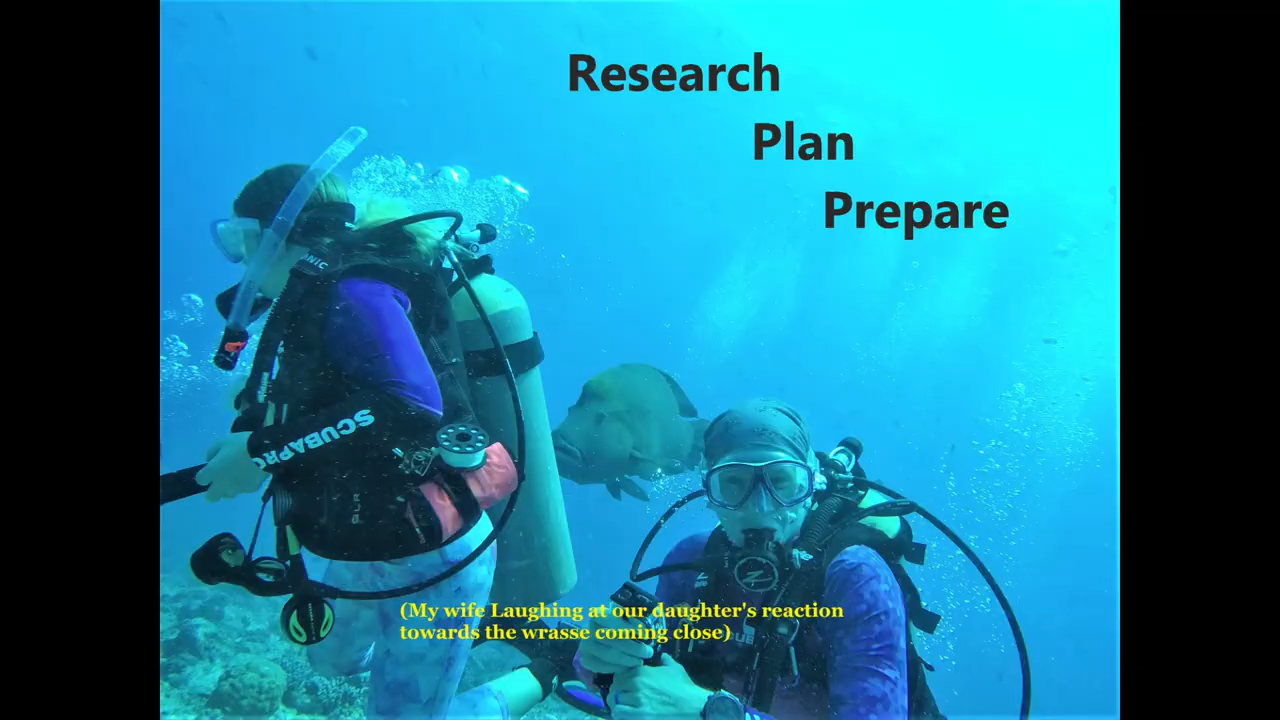 Research
Plan
Prepare
SCUBAPRO
(My wife Laughing at our daughter's reaction
towards the wrasse coming close)